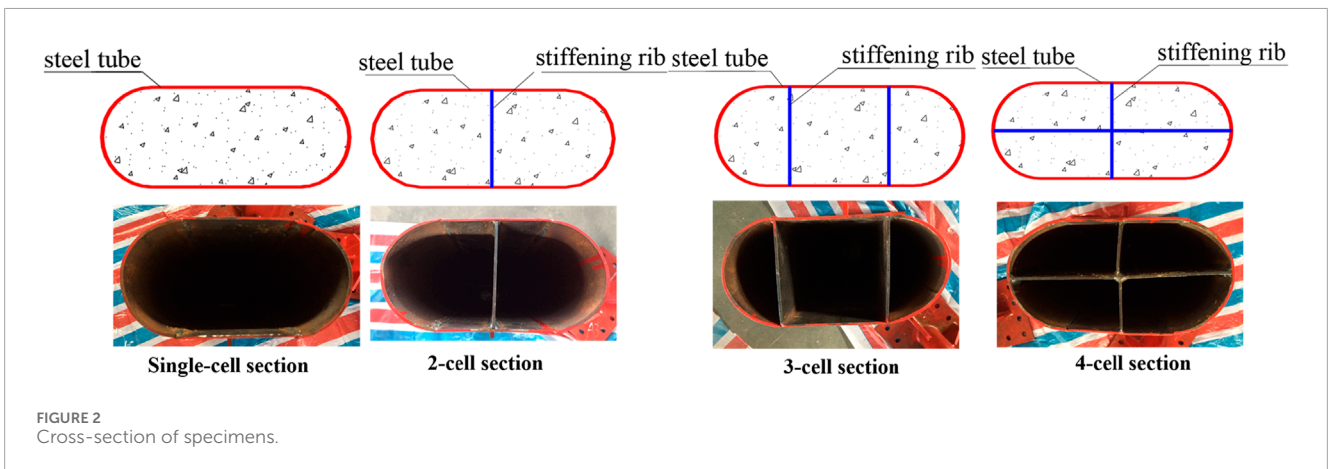 steel tube
steel tube
stiffening rib
steel tube
stiffening rib
steel tube
stiffening rib
Single-cell section
2-cell section
3-cell section
4-cell section
FIGURE 2
Cross-section of specimens.